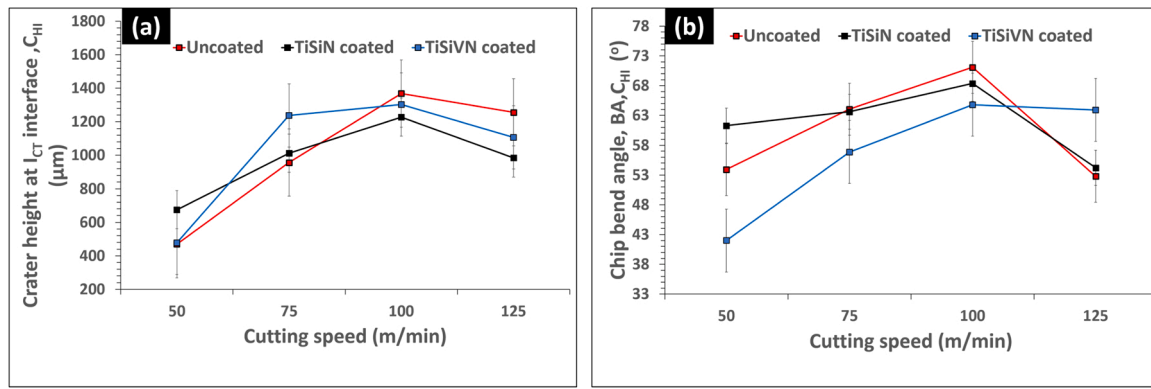 (a)
Uncoated TiSiN coated TiSiVN coated
Crater height at I_CT interface ,C_HI
(µm)
1800
1600
1400
1200
1000
800
600
400
200
50 75 100 125
Cutting speed (m/min)
(b)
Uncoated TiSiN coated TiSiVN coated
Chip bend angle, BA,C_HI (°)
78
73
68
63
58
53
48
43
38
33
50 75 100 125
Cutting speed (m/min)